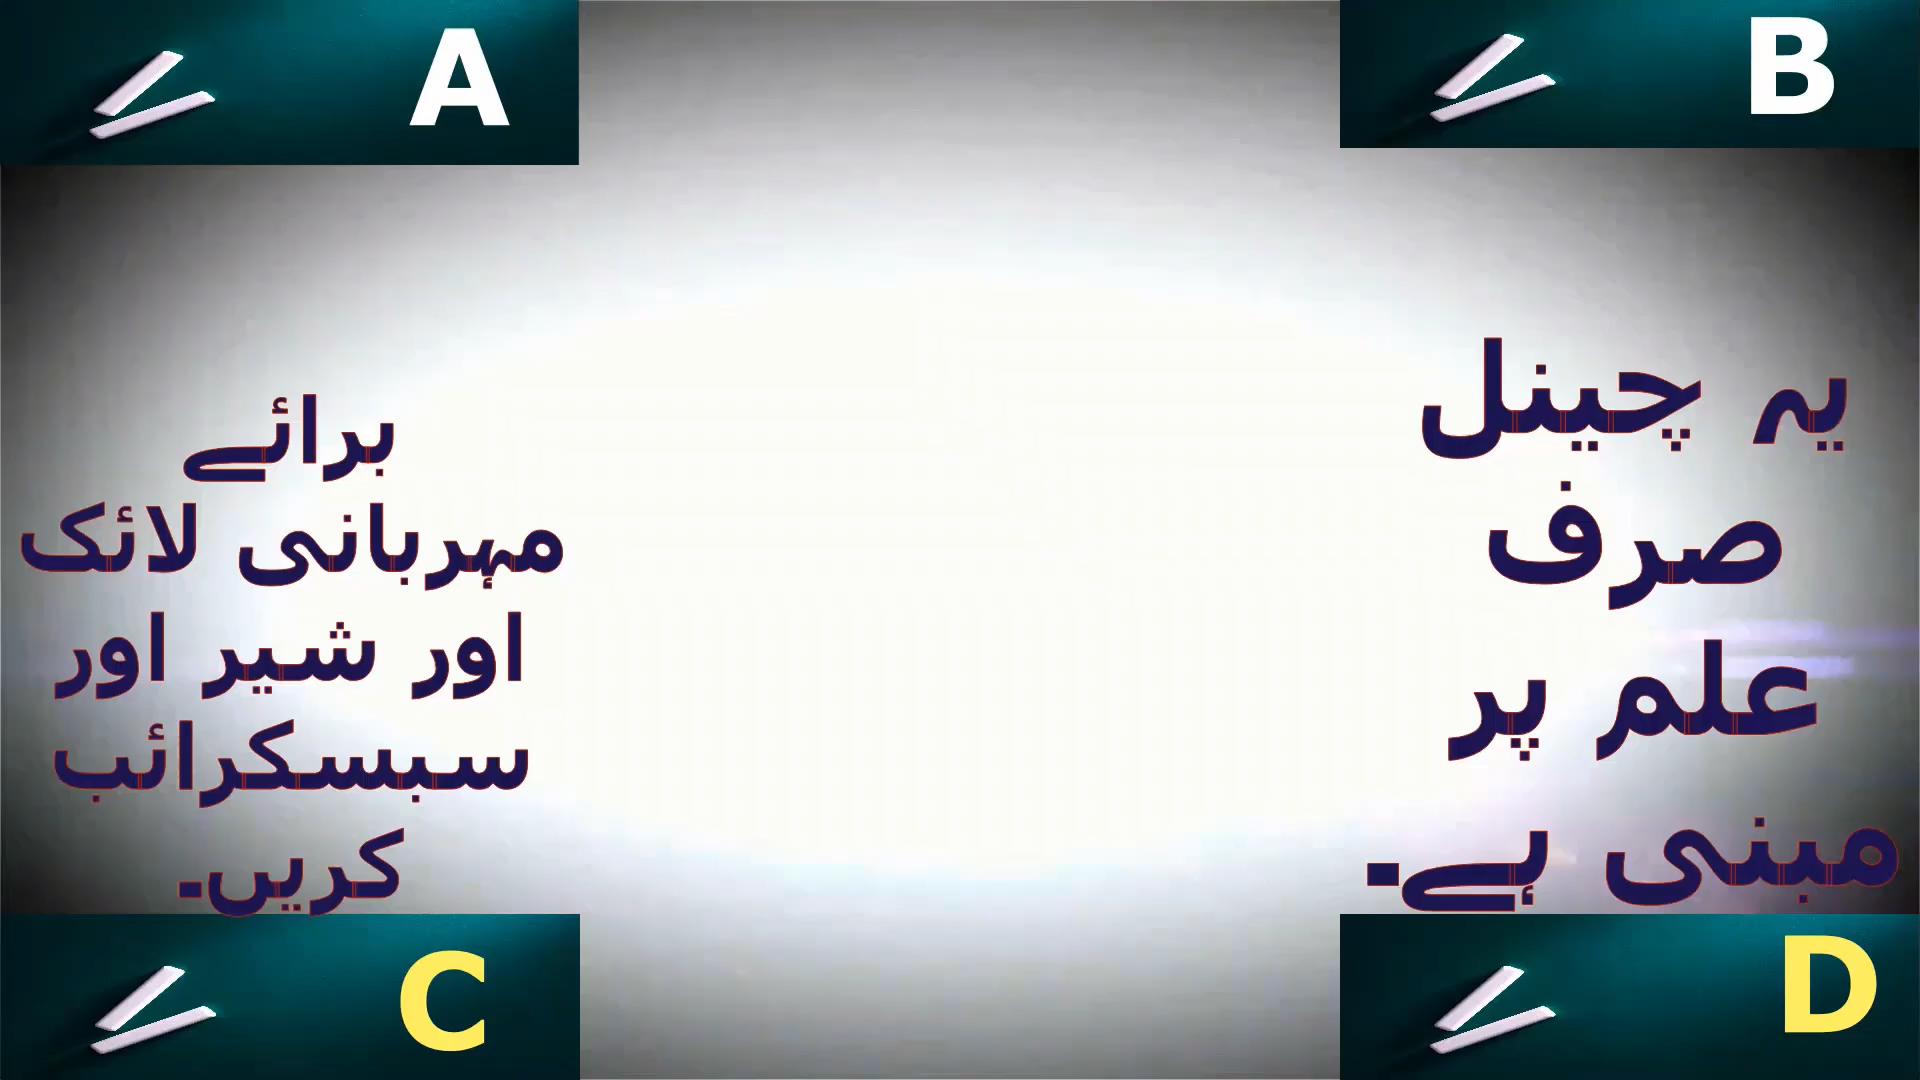 A
B
یہ چینل
صرف
علم پر
مبنی ہے۔
برائے
مہربانی لائک
اور شیر اور
سبسکرائب
کریں۔
C
D